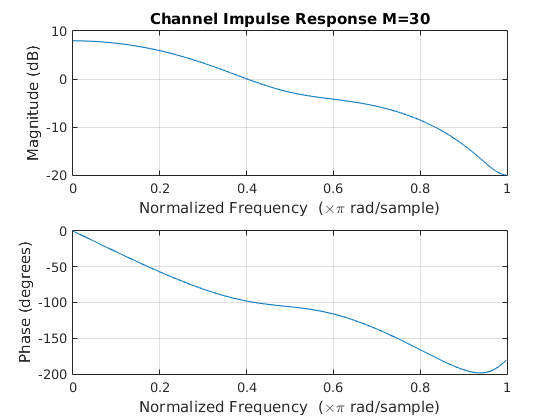 Channel Impulse Response M=30
10
0
-10
-20
Magnitude (dB)
0 0.2 0.4 0.6 0.8 1
Normalized Frequency (×π rad/sample)
0
-50
-100
-150
-200
Phase (degrees)
0 0.2 0.4 0.6 0.8 1
Normalized Frequency (×π rad/sample)